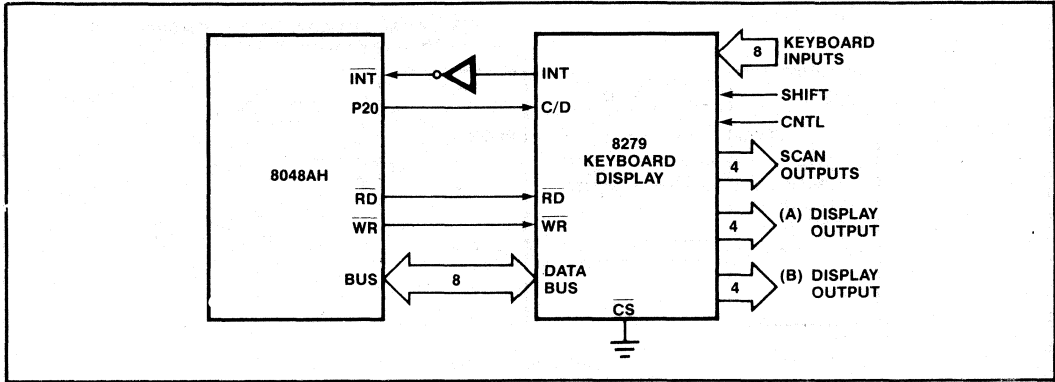 INT
P20
8048AH
RD
WR
BUS
8
INT
C/D
8279
KEYBOARD
DISPLAY
RD
WR
DATA
BUS
CS
8
KEYBOARD
INPUTS
SHIFT
CNTL
4
SCAN
OUTPUTS
4
(A) DISPLAY
OUTPUT
4
(B) DISPLAY
OUTPUT